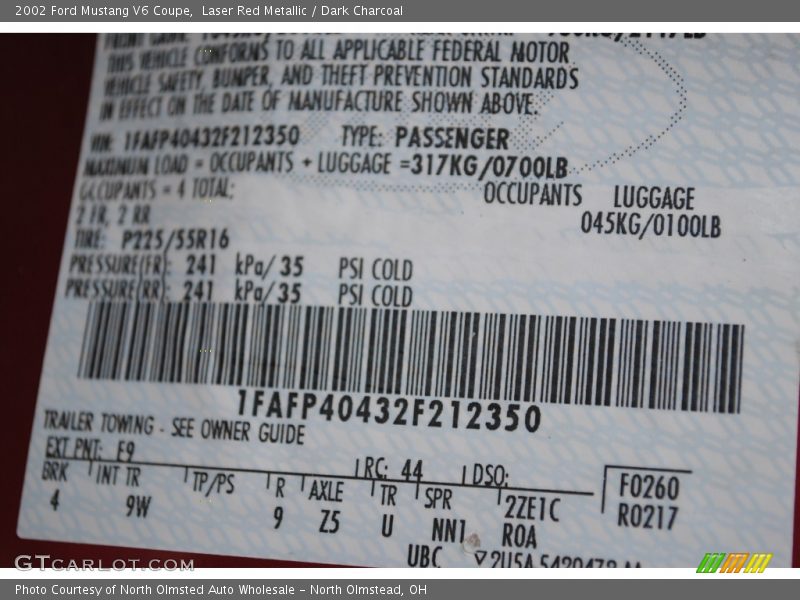 2002 Ford Mustang V6 Coupe,  Laser Red Metallic / Dark Charcoal
THIS VEHICLE CONFORMS TO ALL APPLICABLE FEDERAL MOTOR
VEHICLE SAFETY, BUMPER, AND THEFT PREVENTION STANDARDS
IN EFFECT ON THE DATE OF MANUFACTURE SHOWN ABOVE.
VIN: 1FAFP40432F212350 TYPE: PASSENGER
MAXIMUM LOAD = OCCUPANTS + LUGGAGE =317KG/0700LB
OCCUPANTS = 4 TOTAL: OCCUPANTS LUGGAGE
2 FR, 2 RR 045KG/0100LB
TIRE: P225/55R16
PRESSURE(FR): 241 kPa/ 35 PSI COLD
PRESSURE(RR): 241 kPa/35 PSI COLD
1FAFP40432F212350
TRAILER TOWING - SEE OWNER GUIDE
EXT PNT: E9 RC: 44 DSO: F0260
BRK INT TR TP/PS R AXLE TR SPR 2ZE1C R0217
4 9W 9 Z5 U NN1 ROA
UBC
GTCARLOT.COM
Photo Courtesy of North Olmsted Auto Wholesale – North Olmstead, OH